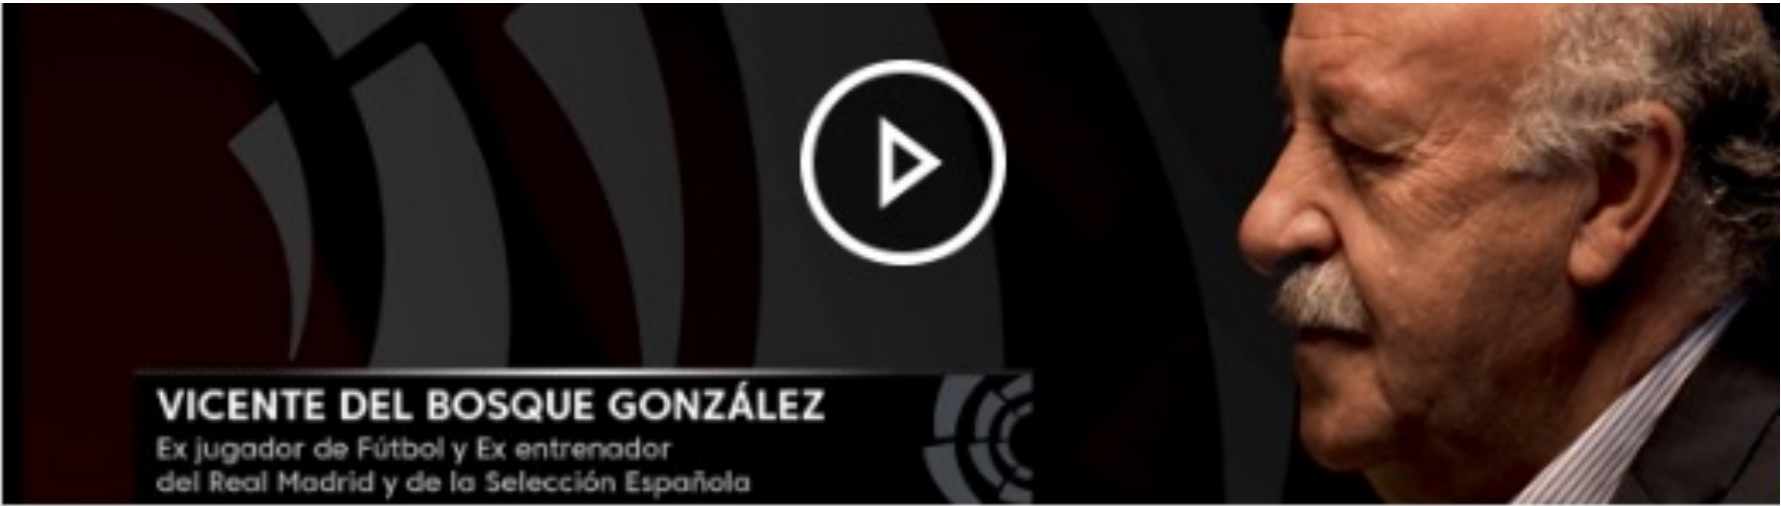 VICENTE DEL BOSQUE GONZÁLEZ
Ex jugador de Fútbol y Ex entrenador
del Real Madrid y de la Selección Española